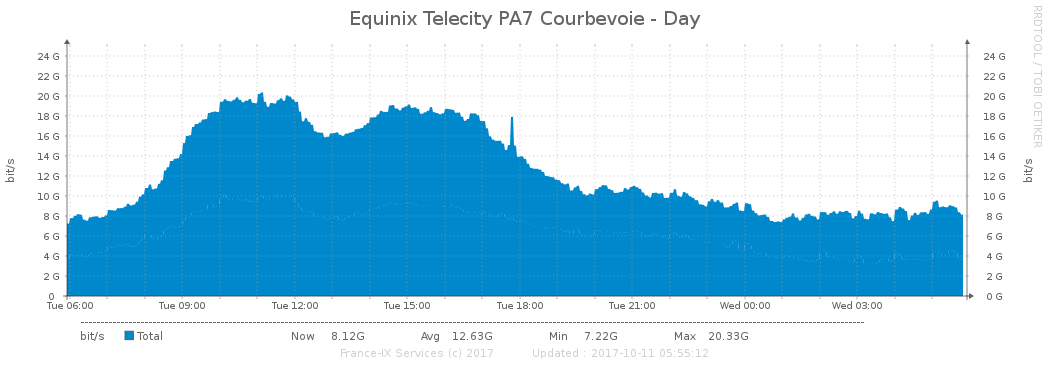 Equinix Telecity PA7 Courbevoie - Day
RRDTOOL / TOBI OETIKER
24 G 24 G
22 G 22 G
20 G 20 G
18 G 18 G
16 G 16 G
14 G 14 G
12 G 12 G
10 G 10 G
8 G 8 G
6 G 6 G
4 G 4 G
2 G 2 G
0 0 G
bit/s
bit/s
Tue 06:00 Tue 09:00 Tue 12:00 Tue 15:00 Tue 18:00 Tue 21:00 Wed 00:00 Wed 03:00
bit/s Total Now 8.12G Avg 12.63G Min 7.22G Max 20.33G
France-IX Services (c) 2017 Updated : 2017-10-11 05:55:12